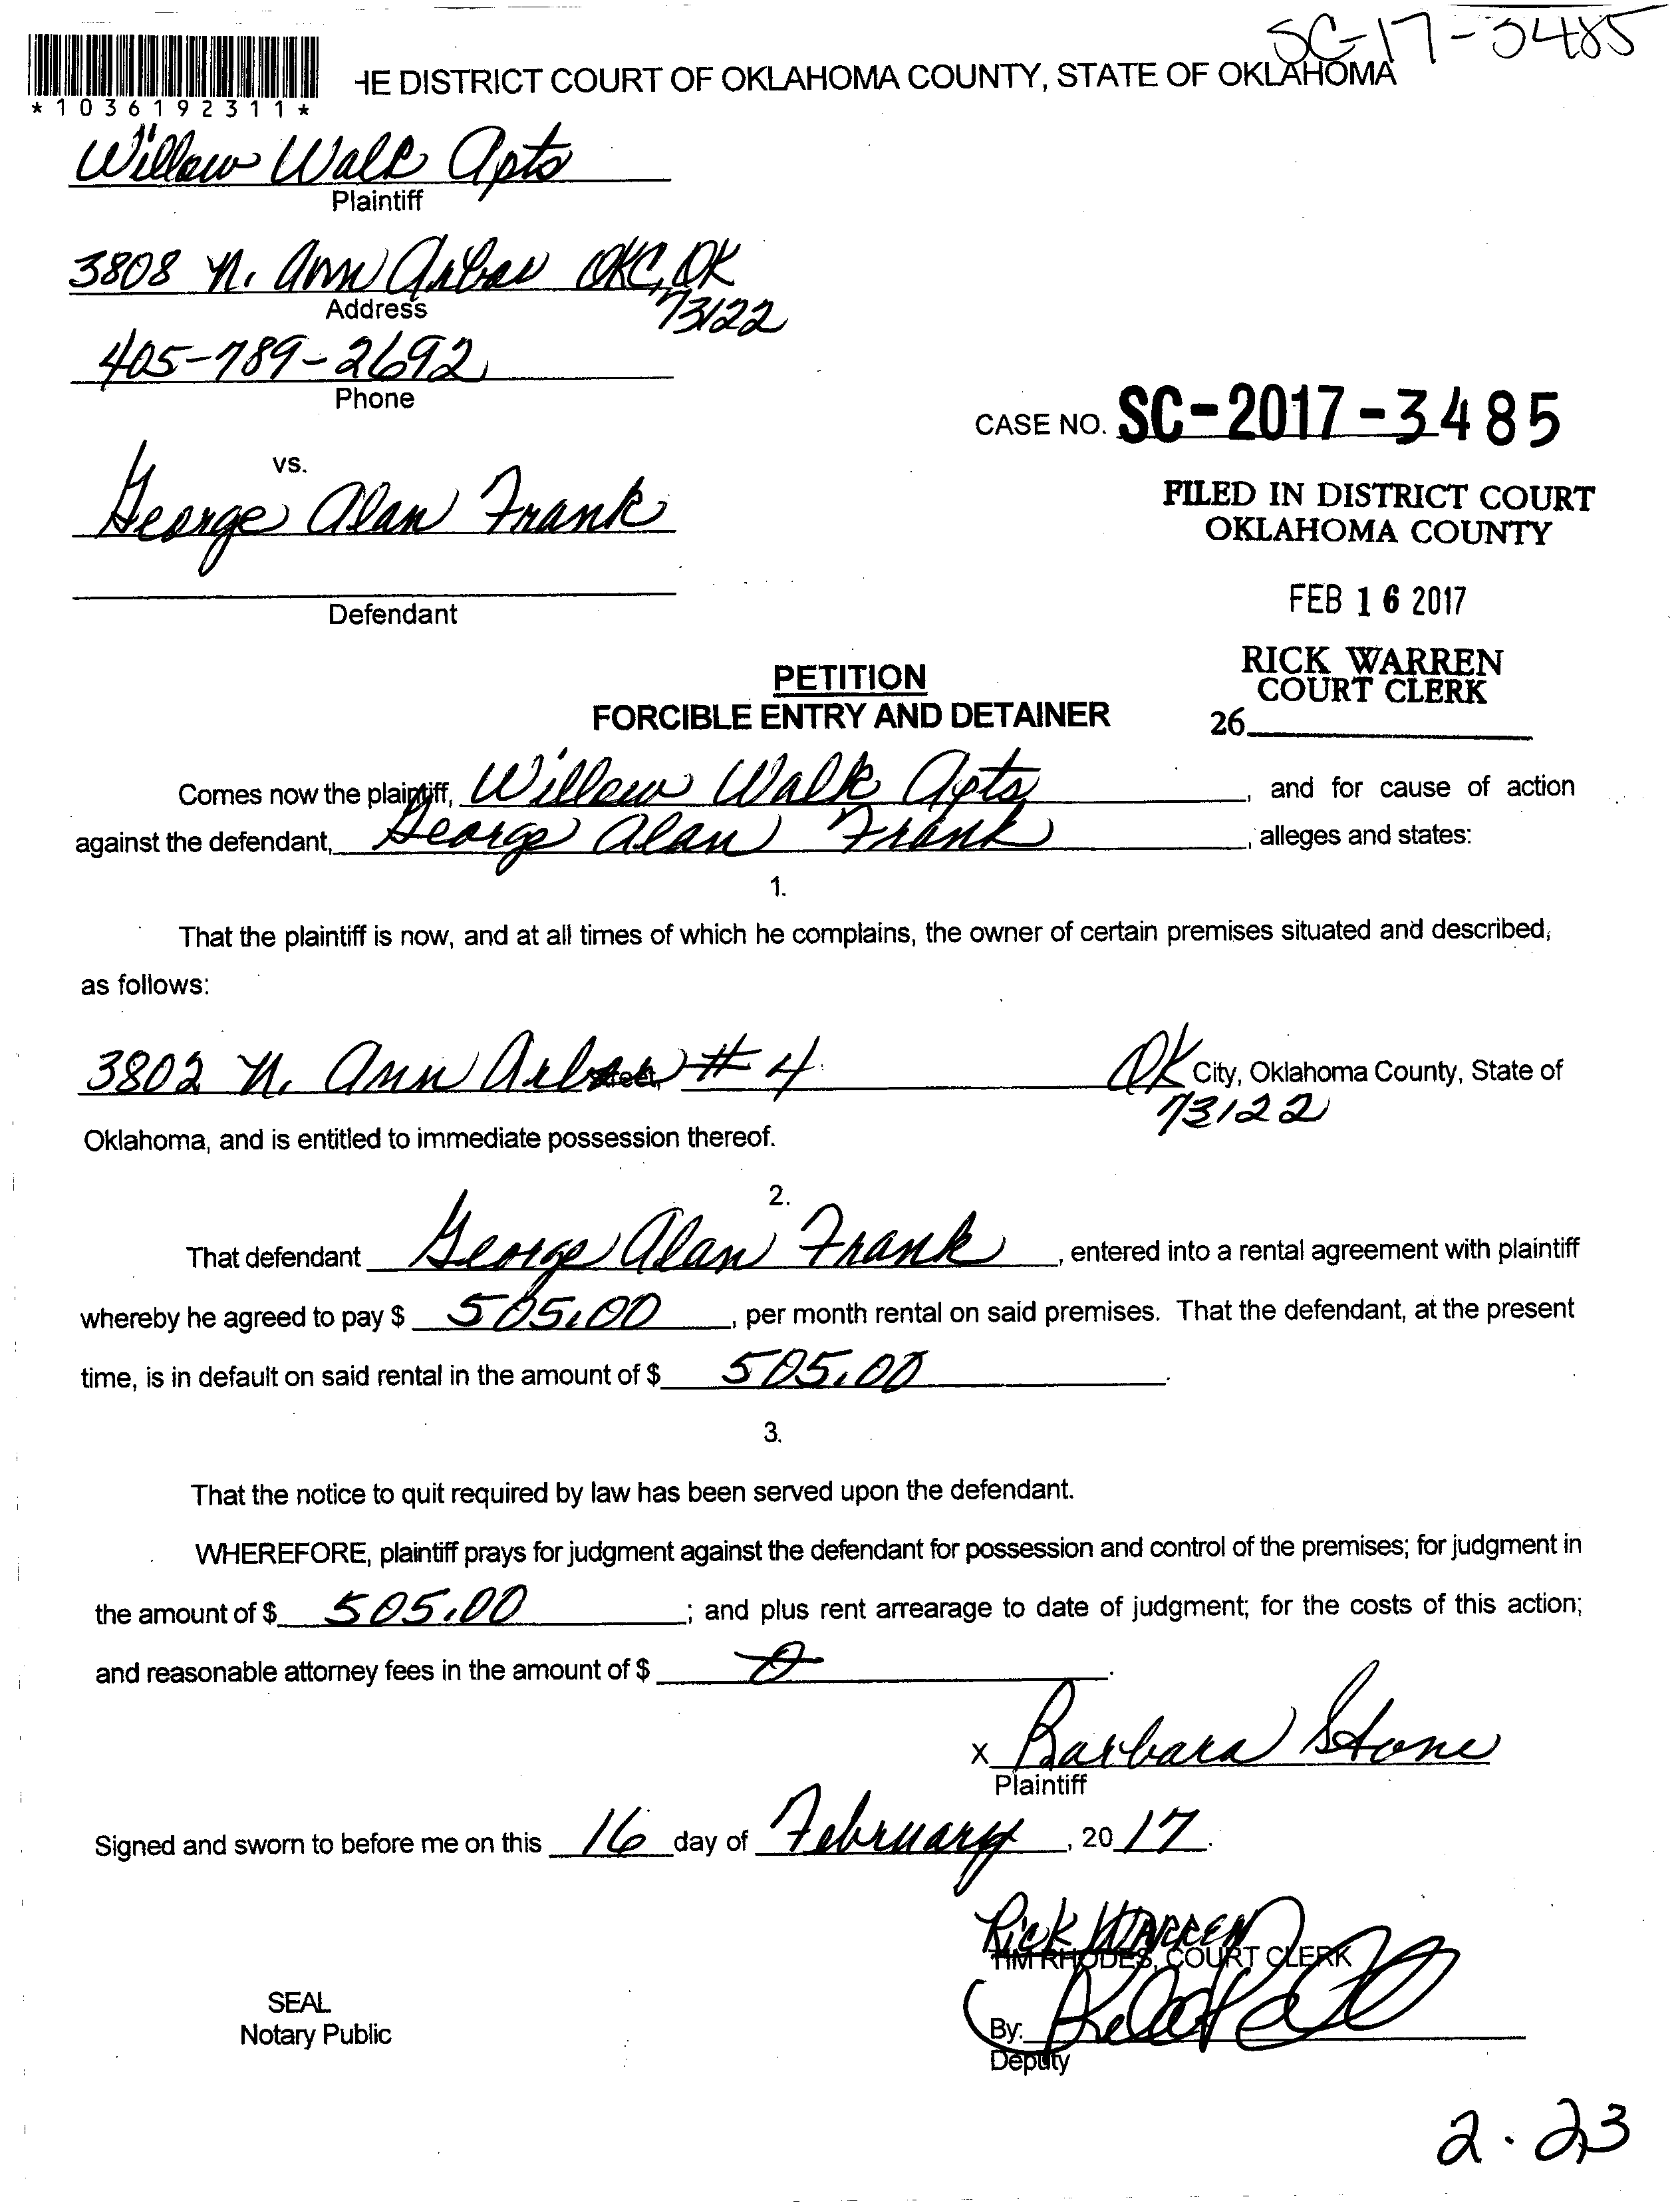 SC-17-3485
HE DISTRICT COURT OF OKLAHOMA COUNTY, STATE OF OKLAHOMA
*1036192311*
Willow Walk Apts
Plaintiff
3808 N. Ann Arbor OKC, OK
73122
Address
405-789-2692
Phone
CASE NO. SC-2017-3485
vs.
George Alan Frank
FILED IN DISTRICT COURT
OKLAHOMA COUNTY
Defendant
FEB 16 2017
RICK WARREN
COURT CLERK
26
PETITION
FORCIBLE ENTRY AND DETAINER
Comes now the plaintiff, Willow Walk Apts, and for cause of action
against the defendant, George Alan Frank, alleges and states:
1.
That the plaintiff is now, and at all times of which he complains, the owner of certain premises situated and described,
as follows:
3802 N. Ann Arbor Street, #4 OK City, Oklahoma County, State of
73122
Oklahoma, and is entitled to immediate possession thereof.
2.
That defendant George Alan Frank, entered into a rental agreement with plaintiff
whereby he agreed to pay $ 505.00, per month rental on said premises. That the defendant, at the present
time, is in default on said rental in the amount of $ 505.00.
3.
That the notice to quit required by law has been served upon the defendant.
WHEREFORE, plaintiff prays for judgment against the defendant for possession and control of the premises; for judgment in
the amount of $ 505.00; and plus rent arrearage to date of judgment; for the costs of this action;
and reasonable attorney fees in the amount of $ 0.
X Barbara Stone
Plaintiff
Signed and sworn to before me on this 16 day of February, 2017.
Rick Warren
TIM RHODES, COURT CLERK
SEAL
Notary Public
By:
Deputy
2.23